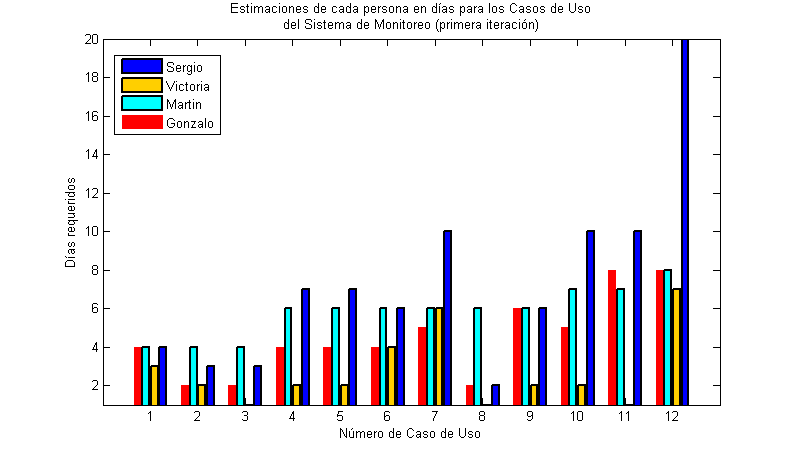 Estimaciones de cada persona en días para los Casos de Uso
del Sistema de Monitoreo (primera iteración)
20
18
16
14
12
10
8
6
4
2
Días requeridos
Sergio
Victoria
Martin
Gonzalo
1 2 3 4 5 6 7 8 9 10 11 12
Número de Caso de Uso